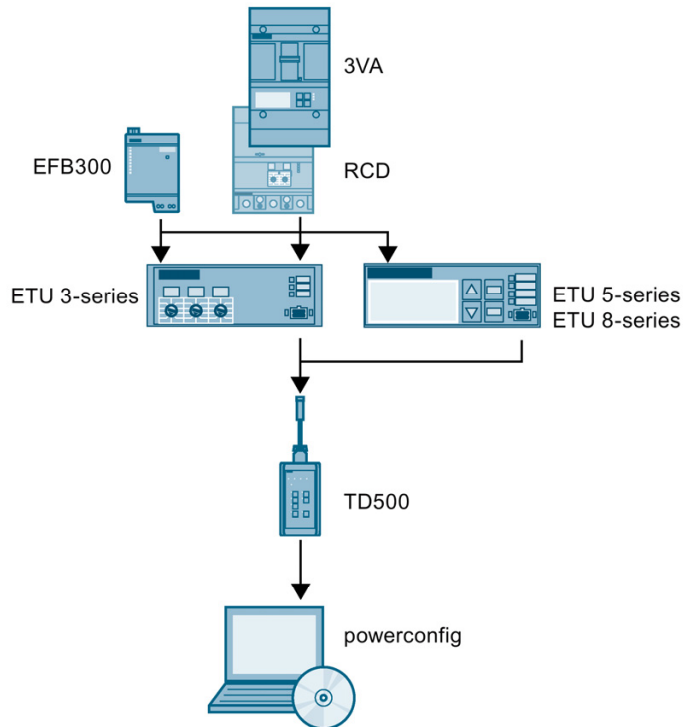 3VA
EFB300
RCD
ETU 3-series
ETU 5-series
ETU 8-series
TD500
powerconfig